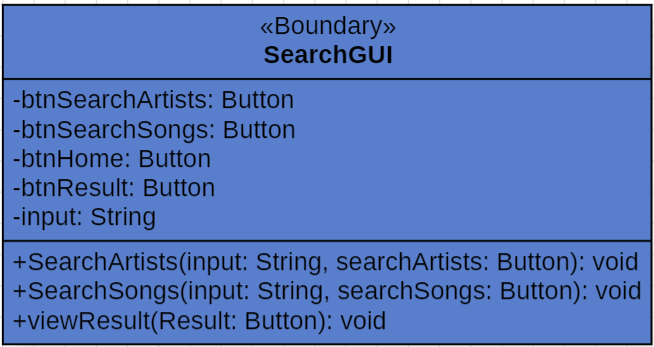 «Boundary»
SearchGUI
-btnSearchArtists: Button
-btnSearchSongs: Button
-btnHome: Button
-btnResult: Button
-input: String
+SearchArtists(input: String, searchArtists: Button): void
+SearchSongs(input: String, searchSongs: Button): void
+viewResult(Result: Button): void